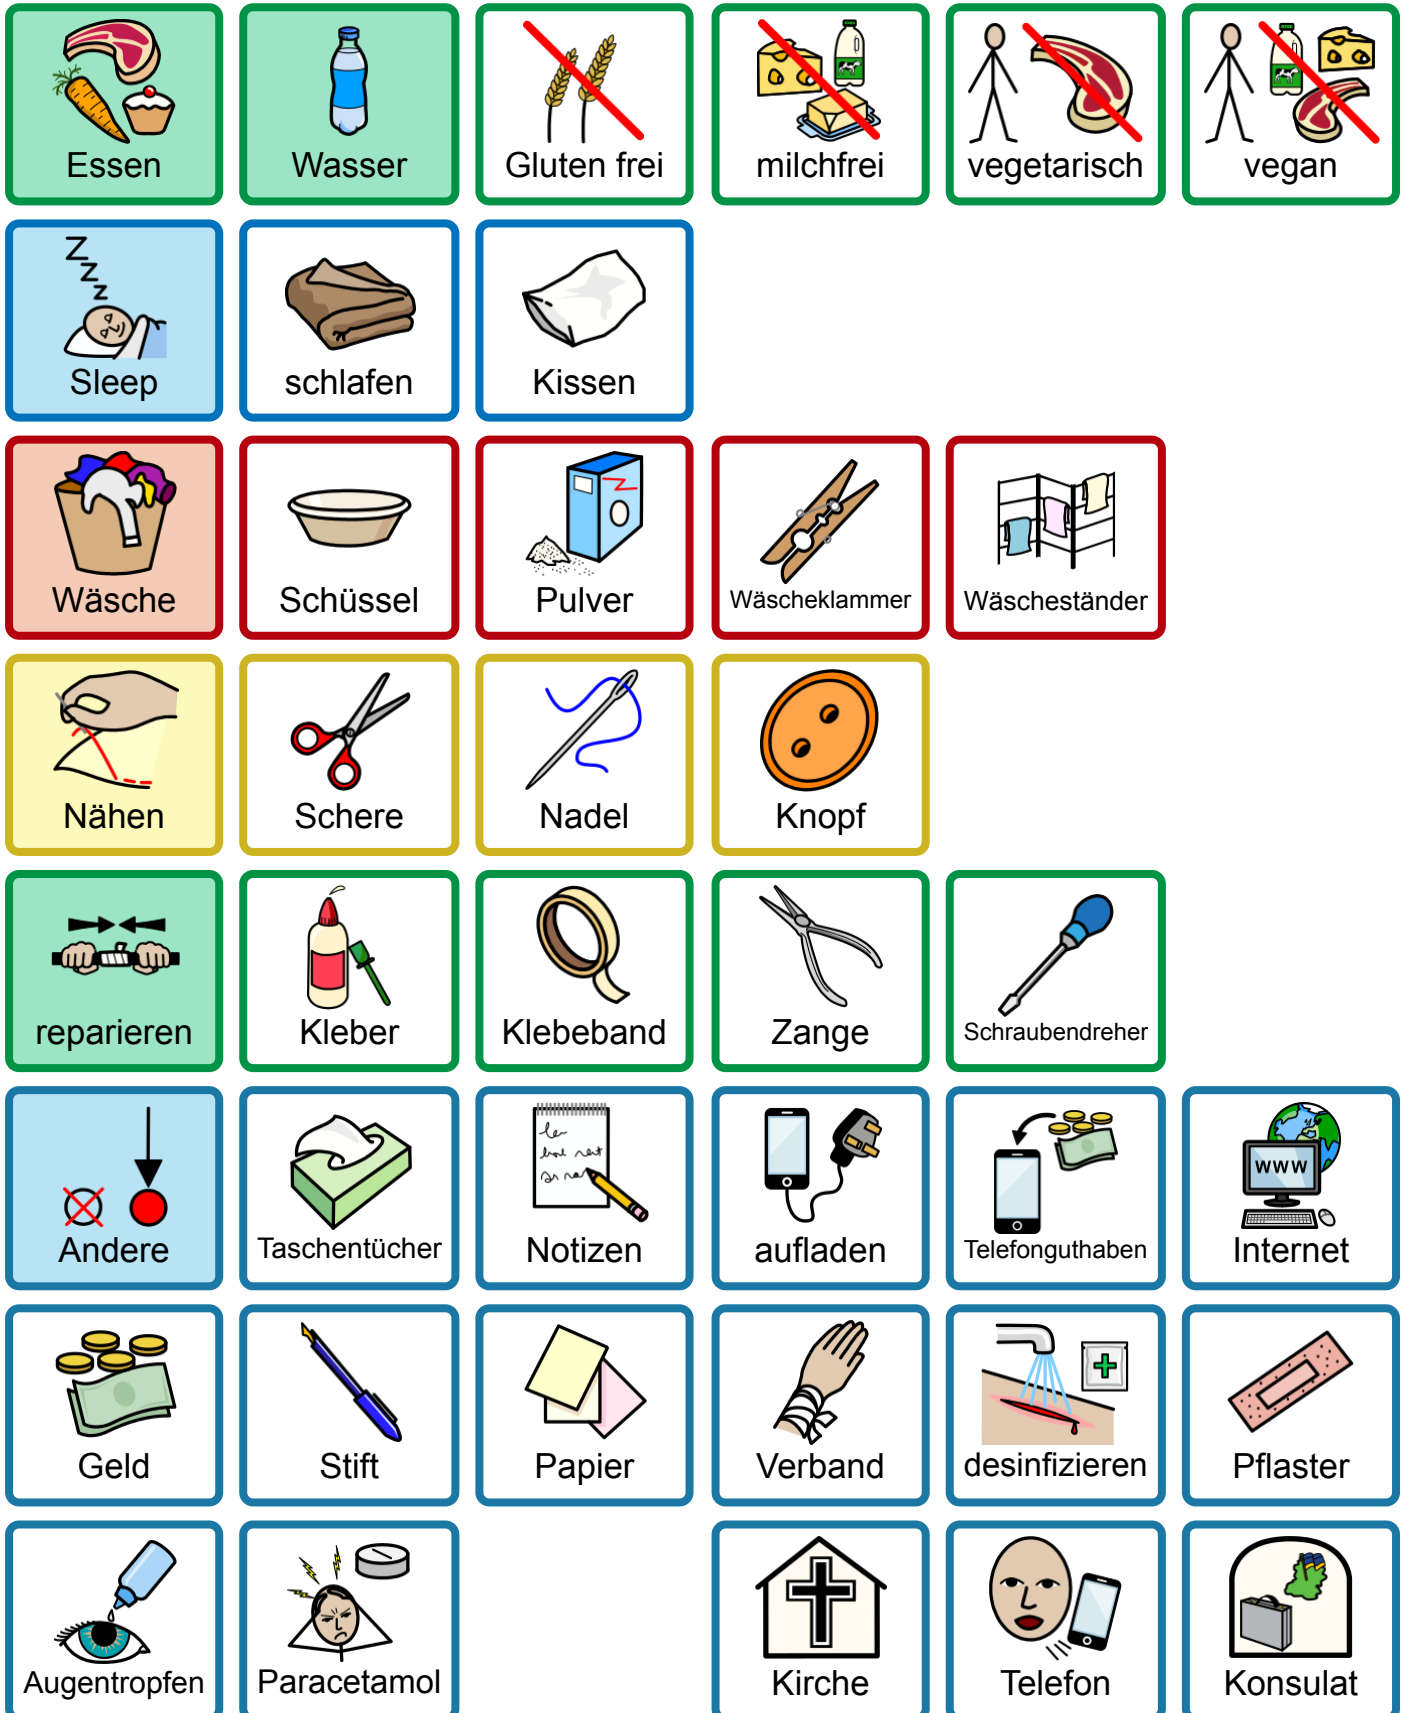 Essen
Wasser
Gluten frei
milchfrei
vegetarisch
vegan
Sleep
schlafen
Kissen
Wäsche
Schüssel
Pulver
Wäscheklammer
Wäscheständer
Nähen
Schere
Nadel
Knopf
reparieren
Kleber
Klebeband
Zange
Schraubendreher
Andere
Taschentücher
Notizen
aufladen
Telefonguthaben
www
Internet
Geld
Stift
Papier
Verband
desinfizieren
Pflaster
Augentropfen
Paracetamol
Kirche
Telefon
Konsulat